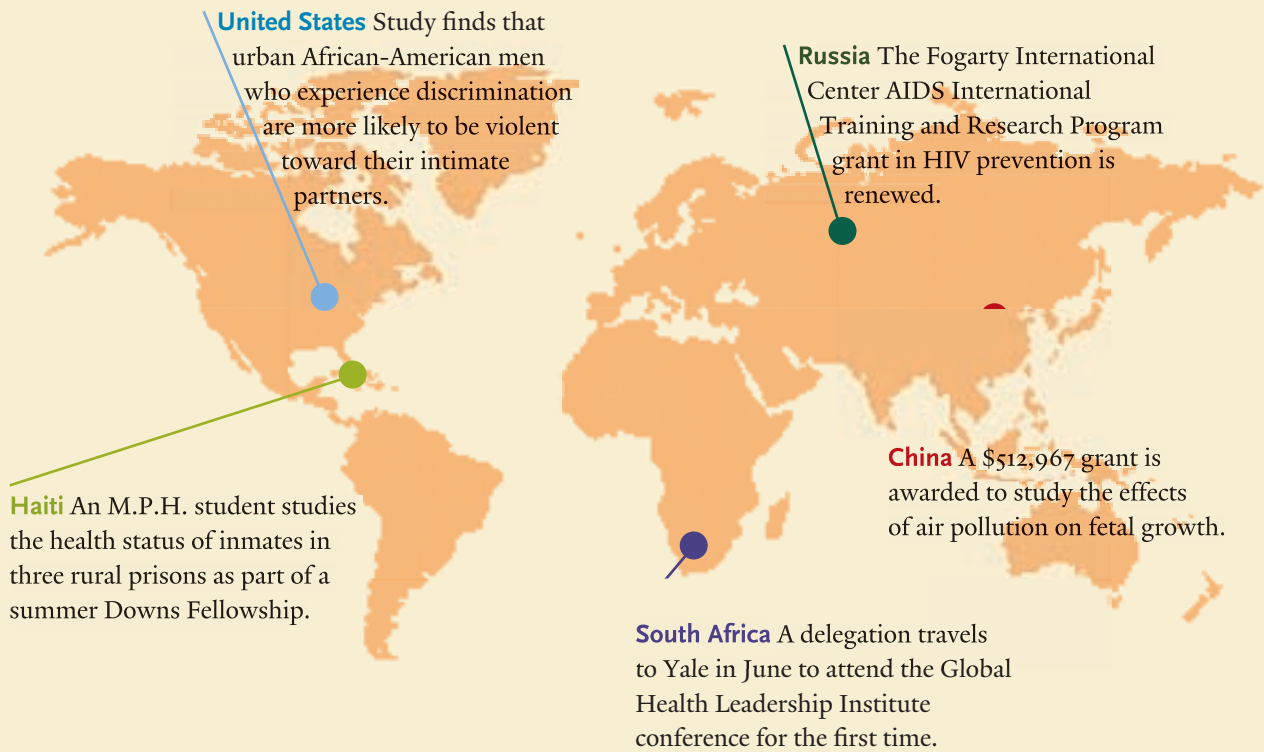 United States Study finds that
urban African-American men
who experience discrimination
are more likely to be violent
toward their intimate
partners.
Russia The Fogarty International
Center AIDS International
Training and Research Program
grant in HIV prevention is
renewed.
Haiti An M.P.H. student studies
the health status of inmates in
three rural prisons as part of a
summer Downs Fellowship.
China A $512,967 grant is
awarded to study the effects
of air pollution on fetal growth.
South Africa A delegation travels
to Yale in June to attend the Global
Health Leadership Institute
conference for the first time.